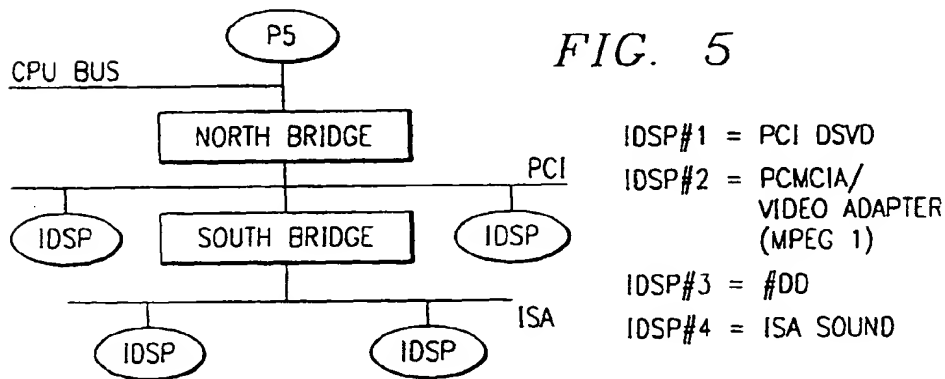 P5
FIG. 5
CPU BUS
NORTH BRIDGE
PCI
IDSP
SOUTH BRIDGE
IDSP
ISA
IDSP
IDSP
IDSP#1 = PCI DSVD
IDSP#2 = PCMCIA/
VIDEO ADAPTER
(MPEG 1)
IDSP#3 = #DD
IDSP#4 = ISA SOUND